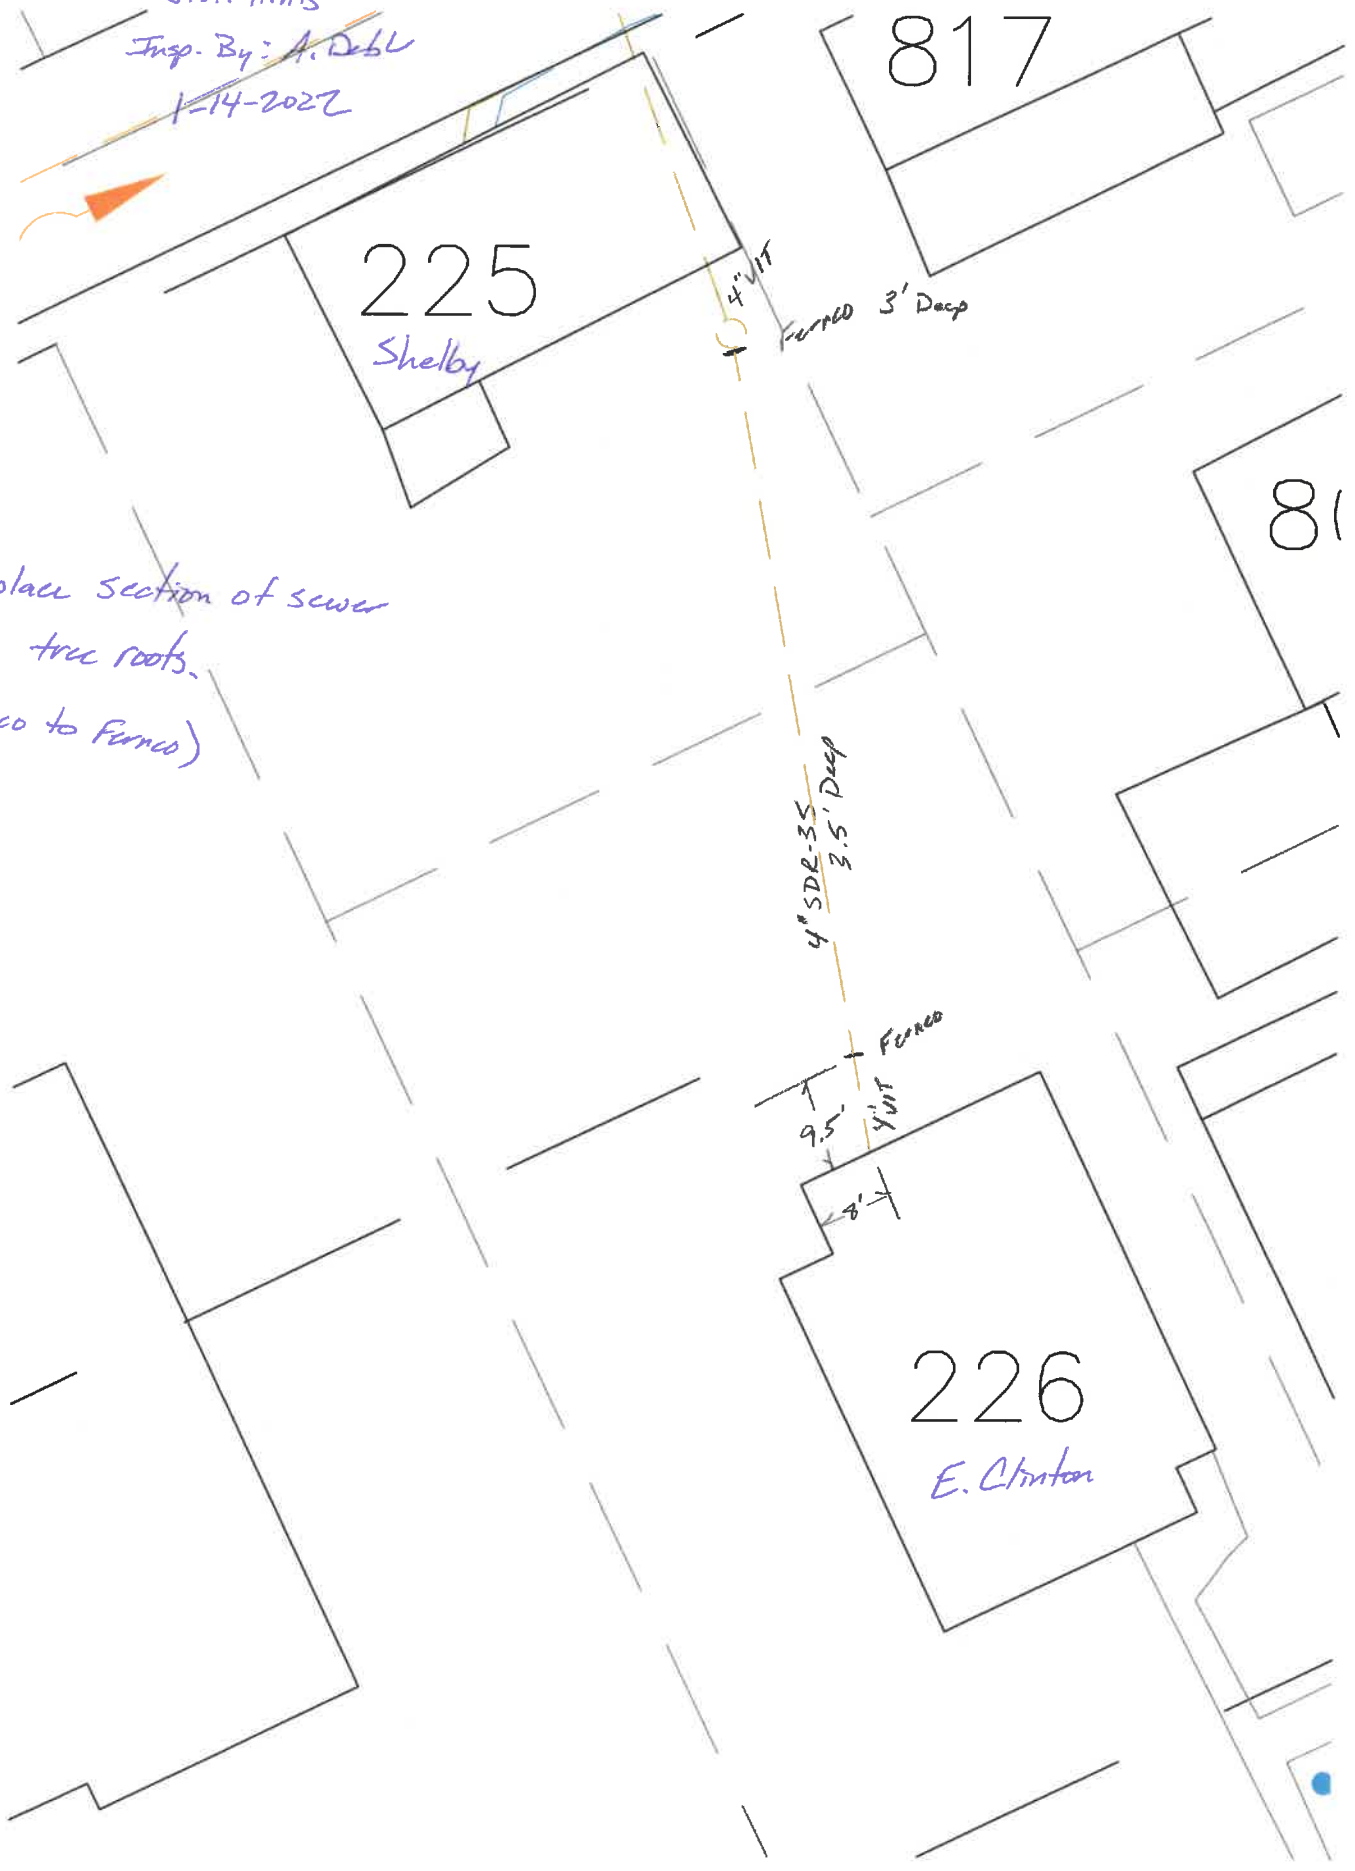 Insp. By: A. Debl
1-14-2022
817
225
Shelby
4" VIT
Fernco 3' Deep
section of sewer
tree roots.
to Fernco)
4" SDR-35
3.5' Deep
Fernco
9.5'
4" VIT
8'
226
E. Clinton